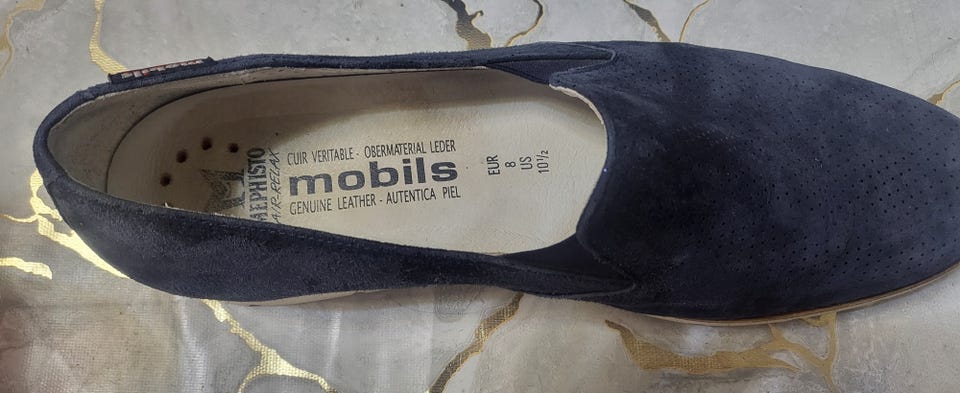 MEPHISTO
AIR-RELAX
CUIR VERITABLE - OBERMATERIAL LEDER
mobils
GENUINE LEATHER - AUTENTICA PIEL
EUR
8
US
10½